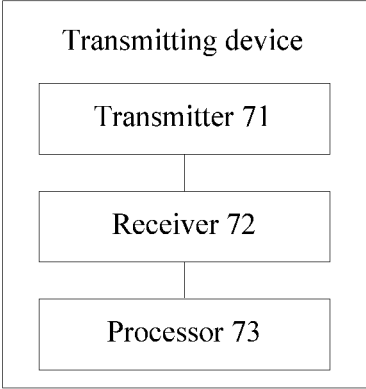 Transmitting device
Transmitter 71
Receiver 72
Processor 73